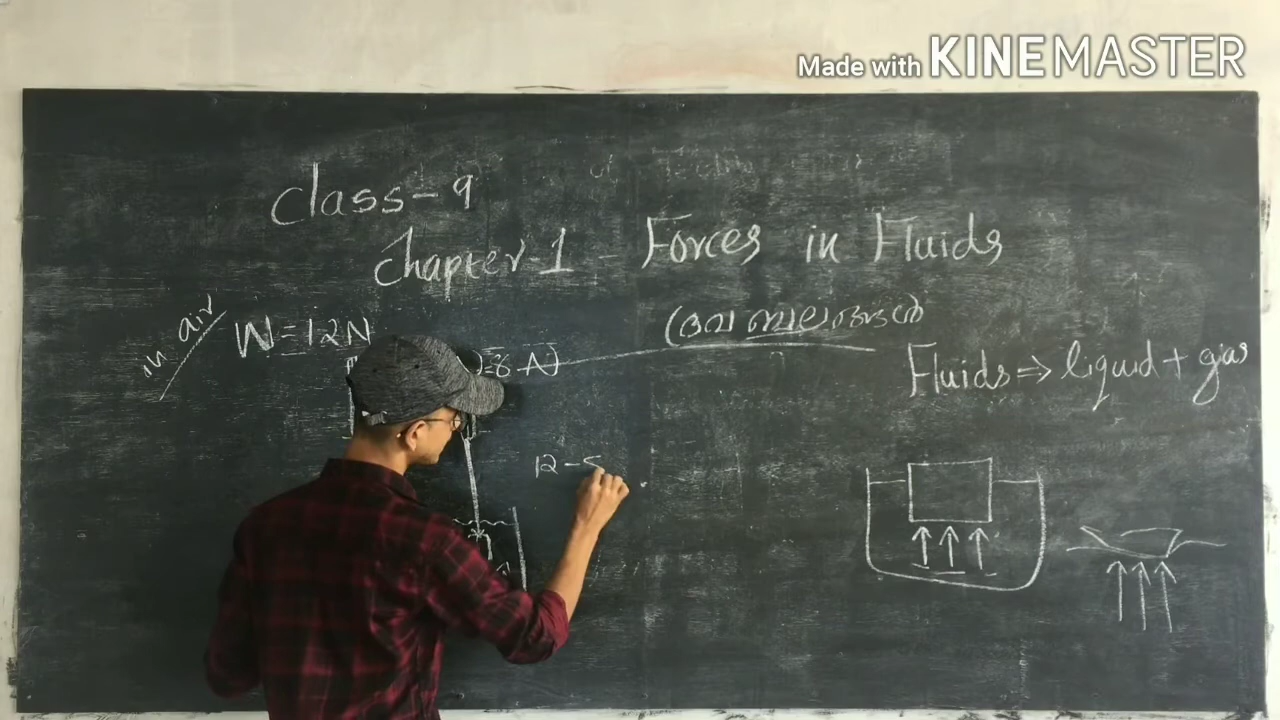 Made with KINEMASTER
Class - 9
Chapter - 1 - Forces in Fluids
(ദ്രവ ബലങ്ങൾ
in air
W = 12N
Fluids ⇒ liquid + gas
12 -